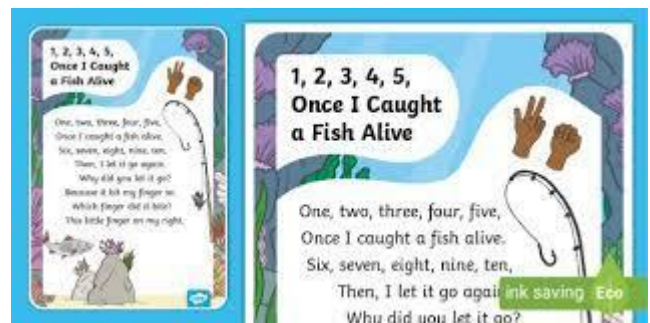 1, 2, 3, 4, 5,
Once I Caught
a Fish Alive
One, two, three, four, five,
Once I caught a fish alive.
Six, seven, eight, nine, ten,
Then, I let it go again.
Why did you let it go?
Because it bit my finger so.
Which finger did it bite?
This little finger on my right.
1, 2, 3, 4, 5,
Once I Caught
a Fish Alive
One, two, three, four, five,
Once I caught a fish alive.
Six, seven, eight, nine, ten,
Then, I let it go again
Why did you let it go?
ink saving
Eco